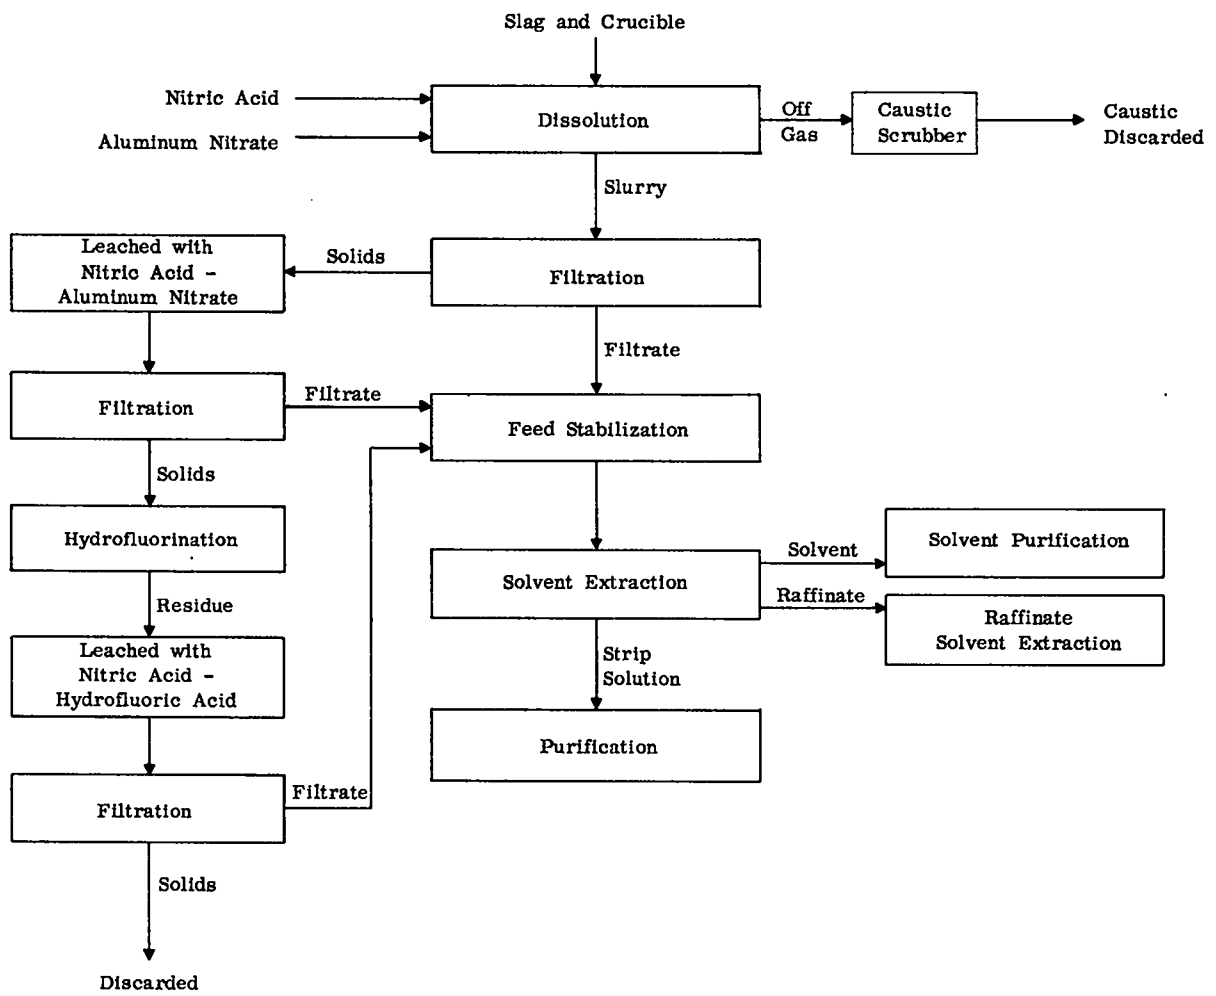 Slag and Crucible
Nitric Acid
Aluminum Nitrate
Dissolution
Off
Gas
Caustic
Scrubber
Caustic
Discarded
Slurry
Leached with
Nitric Acid -
Aluminum Nitrate
Solids
Filtration
Filtrate
Filtration
Filtrate
Feed Stabilization
Solids
Hydrofluorination
Solvent Extraction
Solvent
Solvent Purification
Raffinate
Raffinate
Solvent Extraction
Residue
Leached with
Nitric Acid -
Hydrofluoric Acid
Strip
Solution
Purification
Filtration
Filtrate
Solids
Discarded